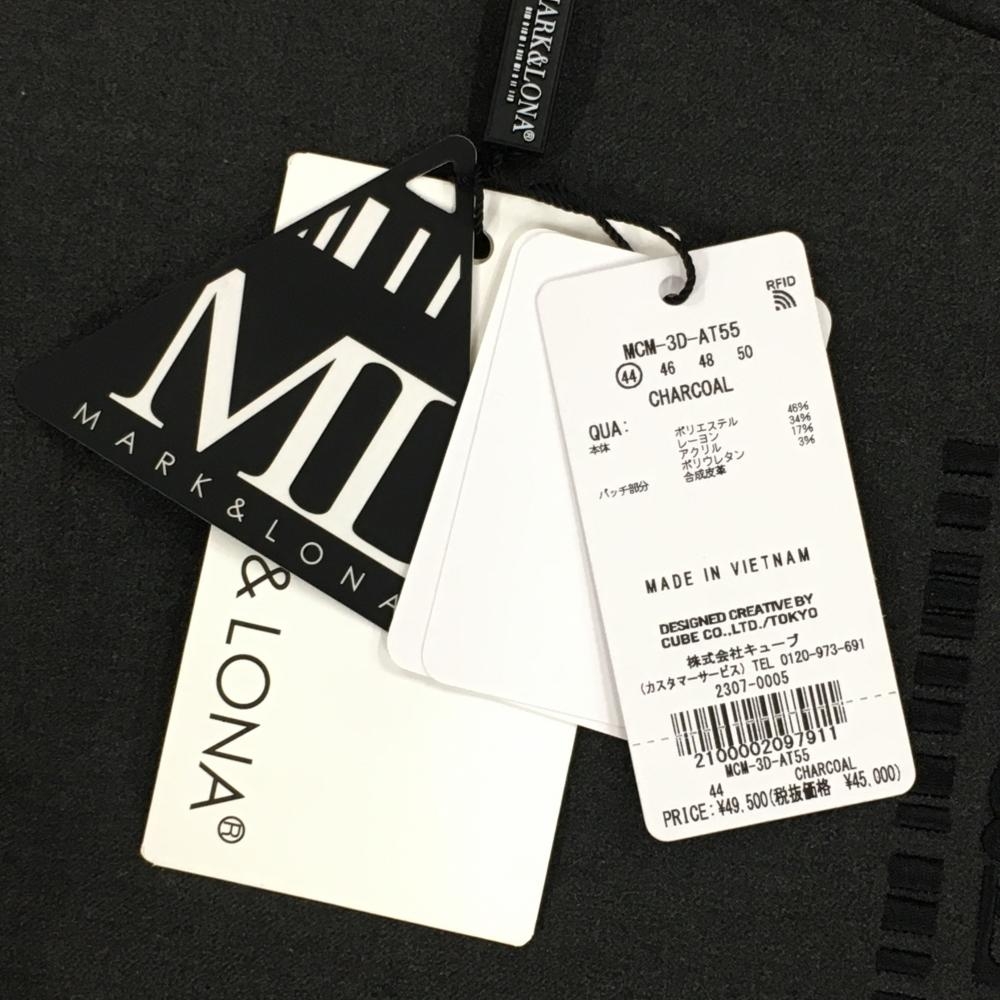 MARK&LONA®
MARK&LONA
& LONA®
RFID
MCM-3D-AT55
44 46 48 50
CHARCOAL
QUA:
本体 ポリエステル 46%
レーヨン 34%
アクリル 17%
ポリウレタン 3%
パッチ部分 合成皮革
MADE IN VIETNAM
DESIGNED CREATIVE BY
CUBE CO.,LTD./TOKYO
株式会社キューブ
(カスタマーサービス) TEL 0120-973-691
2307-0005
2100002097911
MCM-3D-AT55
44 CHARCOAL
PRICE:¥49,500(税抜価格 ¥45,000)